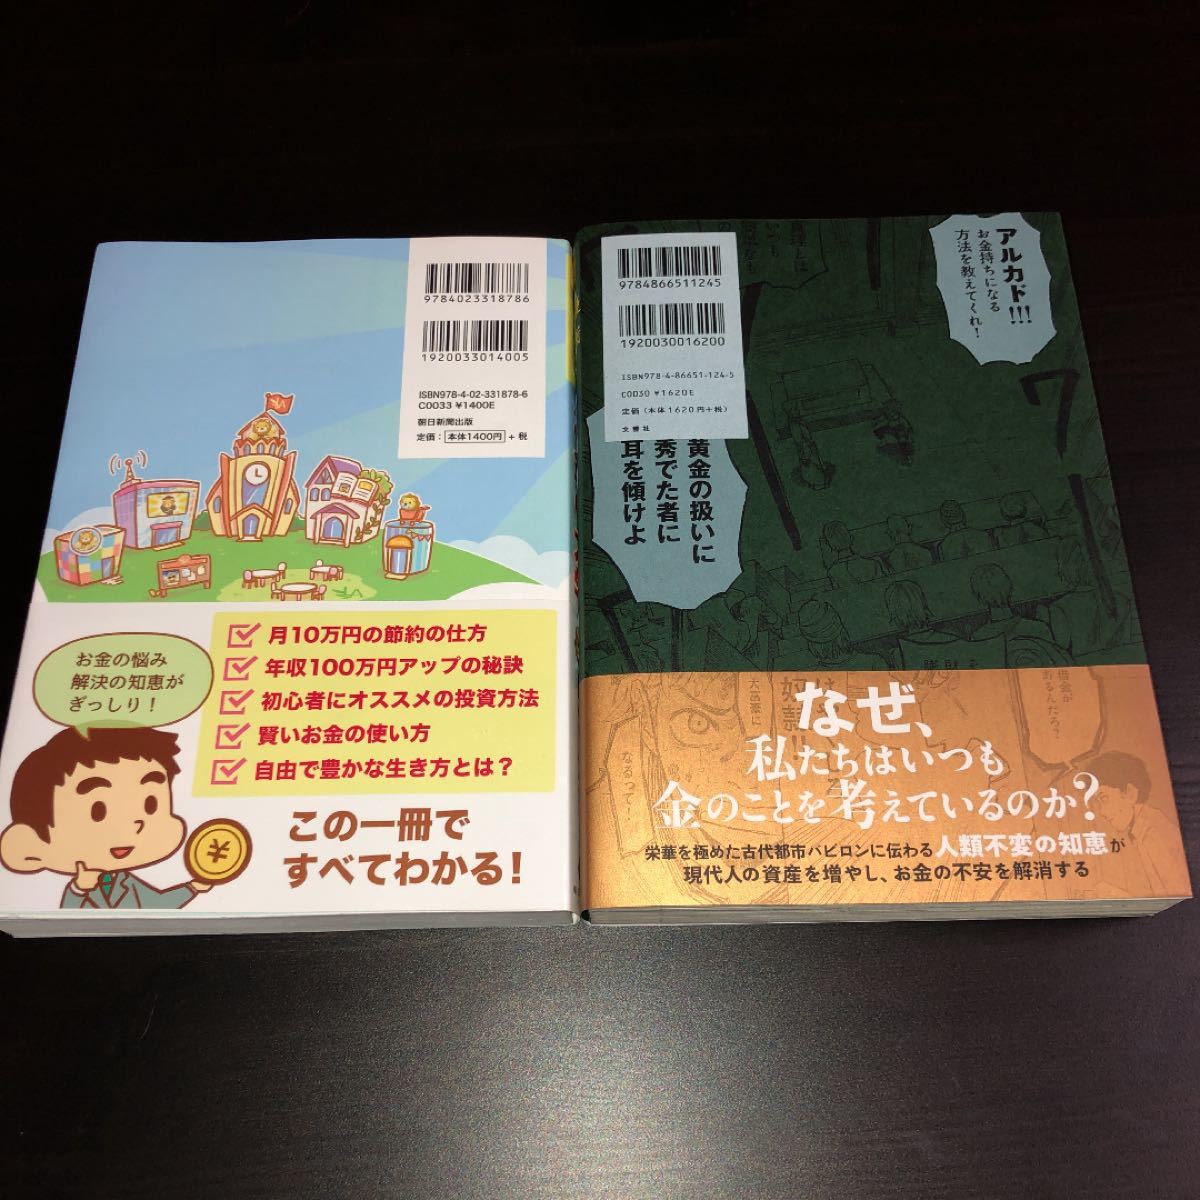 9784023318786
1920033014005
ISBN978-4-02-331878-6
C0033 ¥1400E
朝日新聞出版
定価：本体1400円＋税
お金の悩み
解決の知恵が
ぎっしり！
月10万円の節約の仕方
年収100万円アップの秘訣
初心者にオススメの投資方法
賢いお金の使い方
自由で豊かな生き方とは？
この一冊で
すべてわかる！
アルカド!!!
お金持ちになる
方法を教えてくれ！
9784866511245
1920030016200
ISBN978-4-86651-124-5
C0030 ¥1620E
定価（本体1620円＋税）
文響社
黄金の扱いに
秀でた者に
耳を傾けよ
なぜ、
私たちはいつも
金のことを考えているのか？
栄華を極めた古代都市バビロンに伝わる人類不変の知恵が
現代人の資産を増やし、お金の不安を解消する